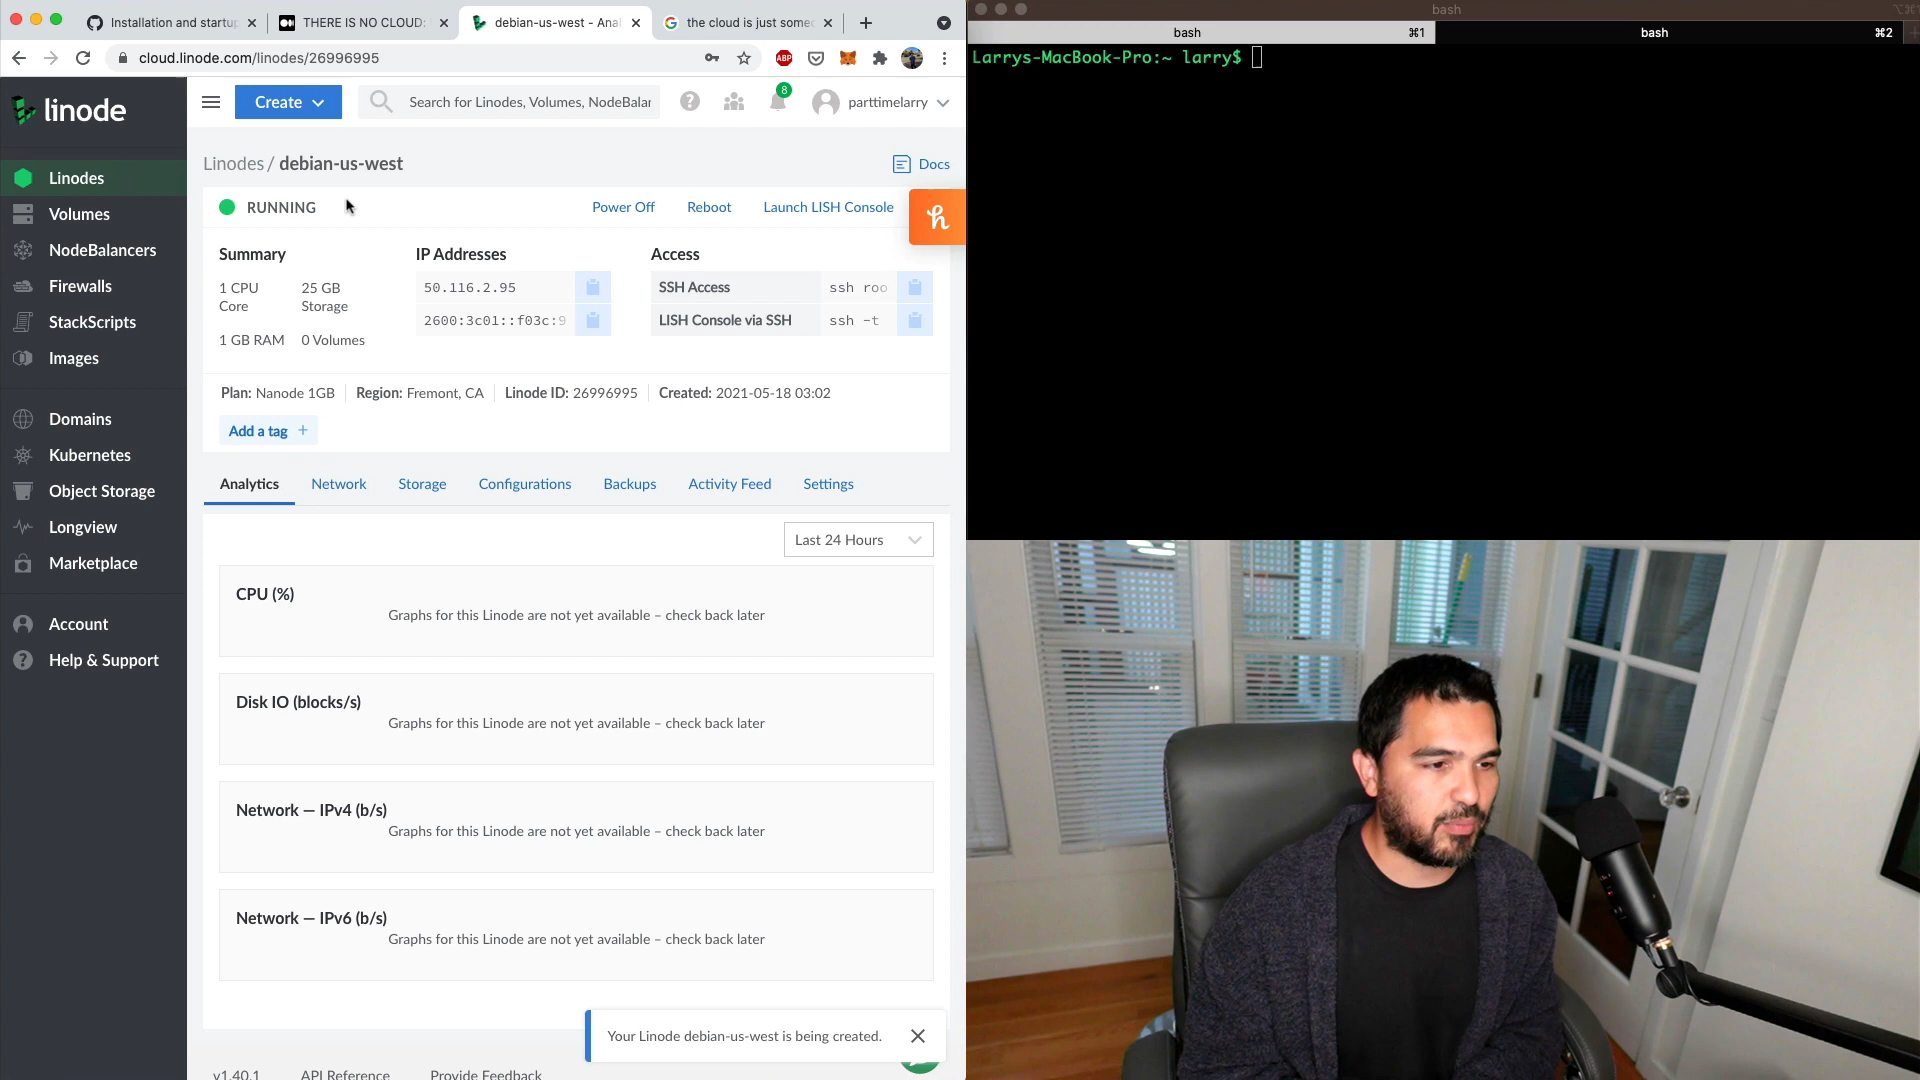 Installation and startup
THERE IS NO CLOUD:
debian-us-west - Anal
the cloud is just someo
cloud.linode.com/linodes/26996995
ABP
linode
Create
Search for Linodes, Volumes, NodeBalan
8
parttimelarry
Linodes
Volumes
NodeBalancers
Firewalls
StackScripts
Images
Domains
Kubernetes
Object Storage
Longview
Marketplace
Account
Help & Support
Linodes / debian-us-west
Docs
RUNNING
Power Off
Reboot
Launch LISH Console
Summary
IP Addresses
Access
1 CPU Core
25 GB Storage
1 GB RAM
0 Volumes
50.116.2.95
2600:3c01::f03c:9
SSH Access
ssh roo
LISH Console via SSH
ssh -t
Plan: Nanode 1GB
Region: Fremont, CA
Linode ID: 26996995
Created: 2021-05-18 03:02
Add a tag +
Analytics
Network
Storage
Configurations
Backups
Activity Feed
Settings
Last 24 Hours
CPU (%)
Graphs for this Linode are not yet available – check back later
Disk IO (blocks/s)
Graphs for this Linode are not yet available – check back later
Network — IPv4 (b/s)
Graphs for this Linode are not yet available – check back later
Network — IPv6 (b/s)
Graphs for this Linode are not yet available – check back later
Your Linode debian-us-west is being created.
v1.40.1
API Reference
Provide Feedback
bash
bash
⌘1
bash
⌘2
Larrys-MacBook-Pro:~ larry$